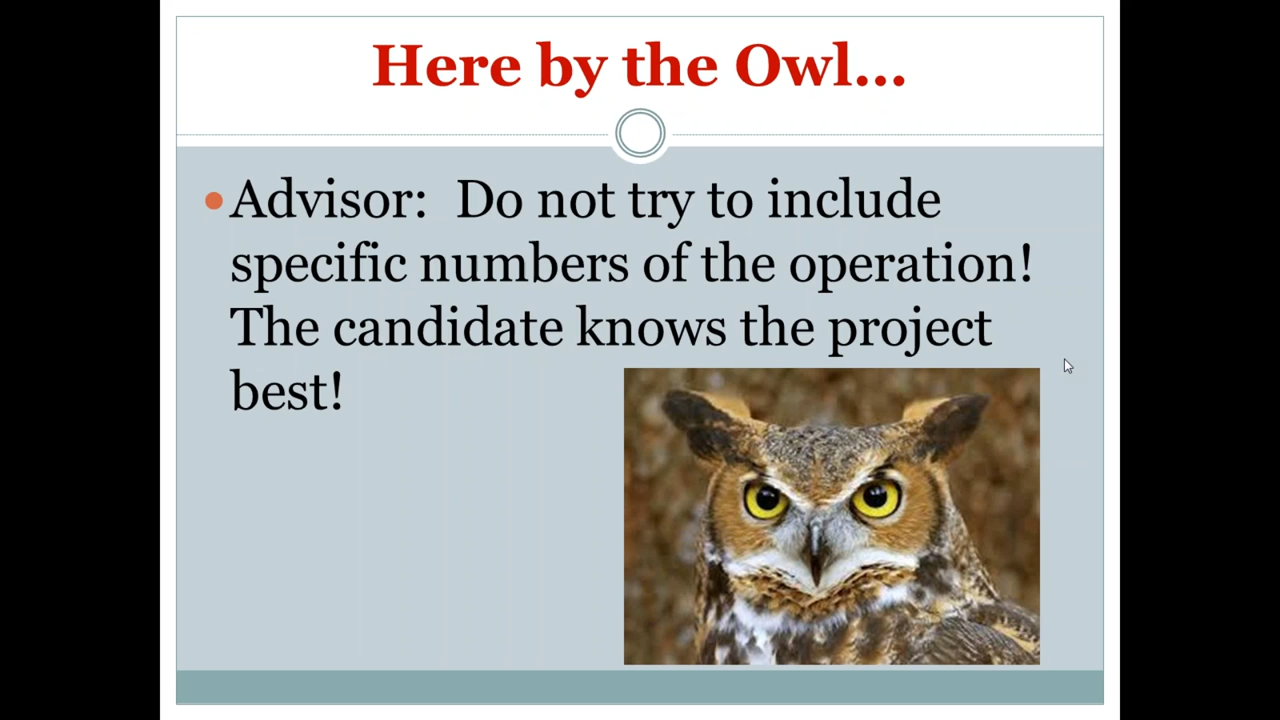 Here by the Owl...
Advisor:  Do not try to include
specific numbers of the operation!
The candidate knows the project
best!